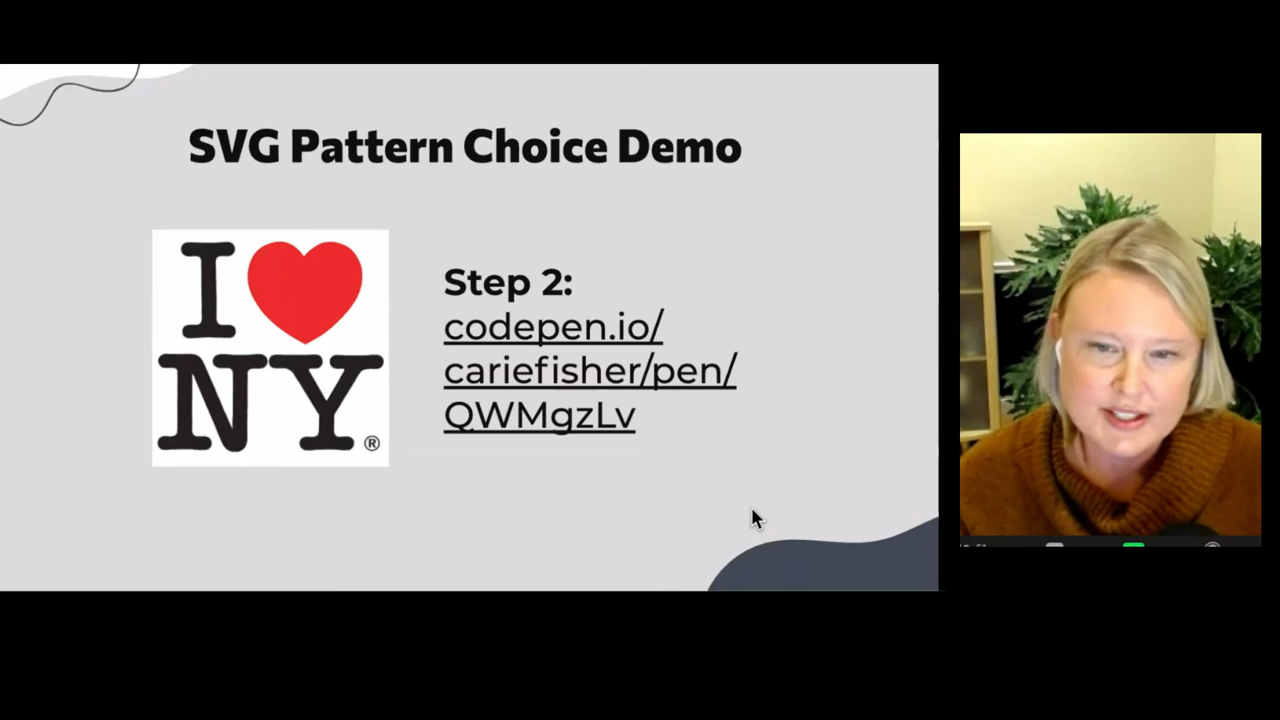 SVG Pattern Choice Demo
I
NY®
Step 2:
codepen.io/
cariefisher/pen/
QWMgzLv